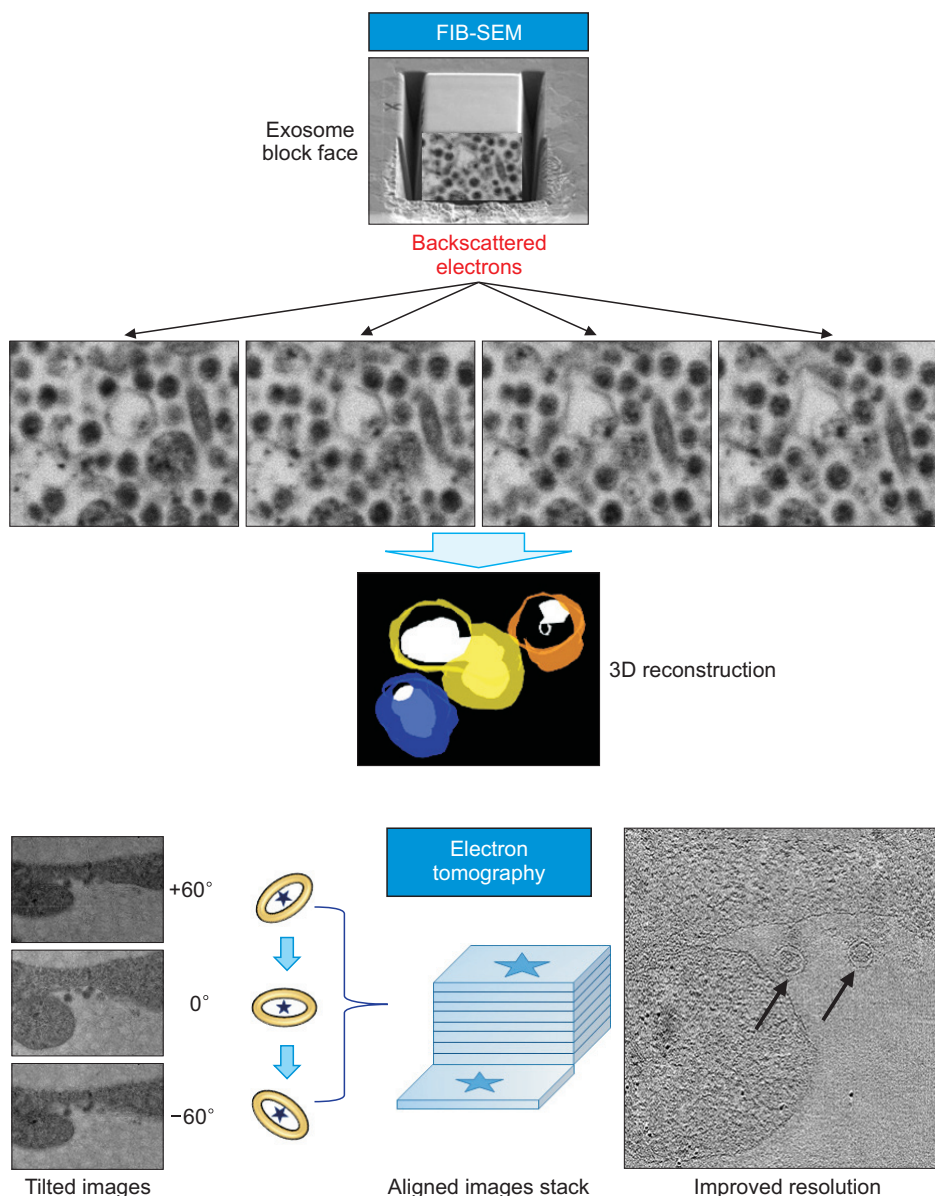 FIB-SEM
Exosome
block face
Backscattered
electrons
3D reconstruction
Electron
tomography
+60°
0°
−60°
Tilted images
Aligned images stack
Improved resolution